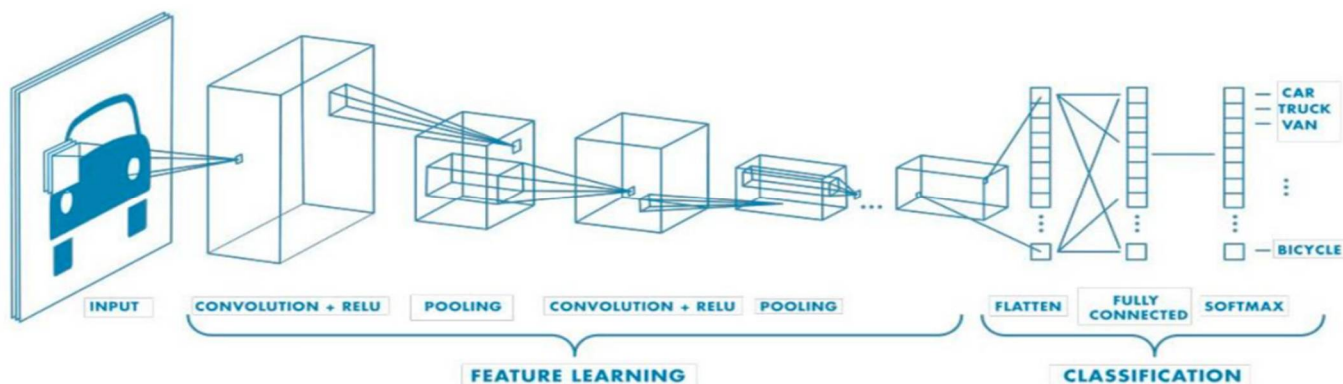 CAR
TRUCK
VAN
BICYCLE
INPUT
CONVOLUTION + RELU
POOLING
CONVOLUTION + RELU
POOLING
FLATTEN
FULLY
CONNECTED
SOFTMAX
FEATURE LEARNING
CLASSIFICATION